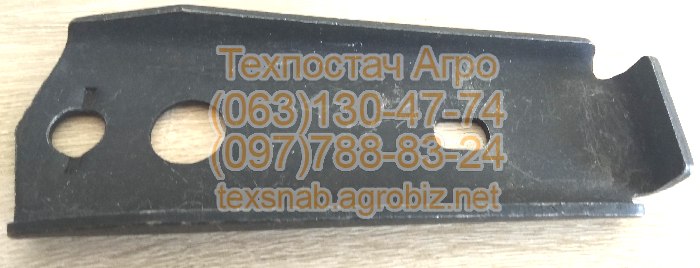 Техпостач Агро
(063)130-47-74
(097)788-83-24
texsnab.agrobiz.net